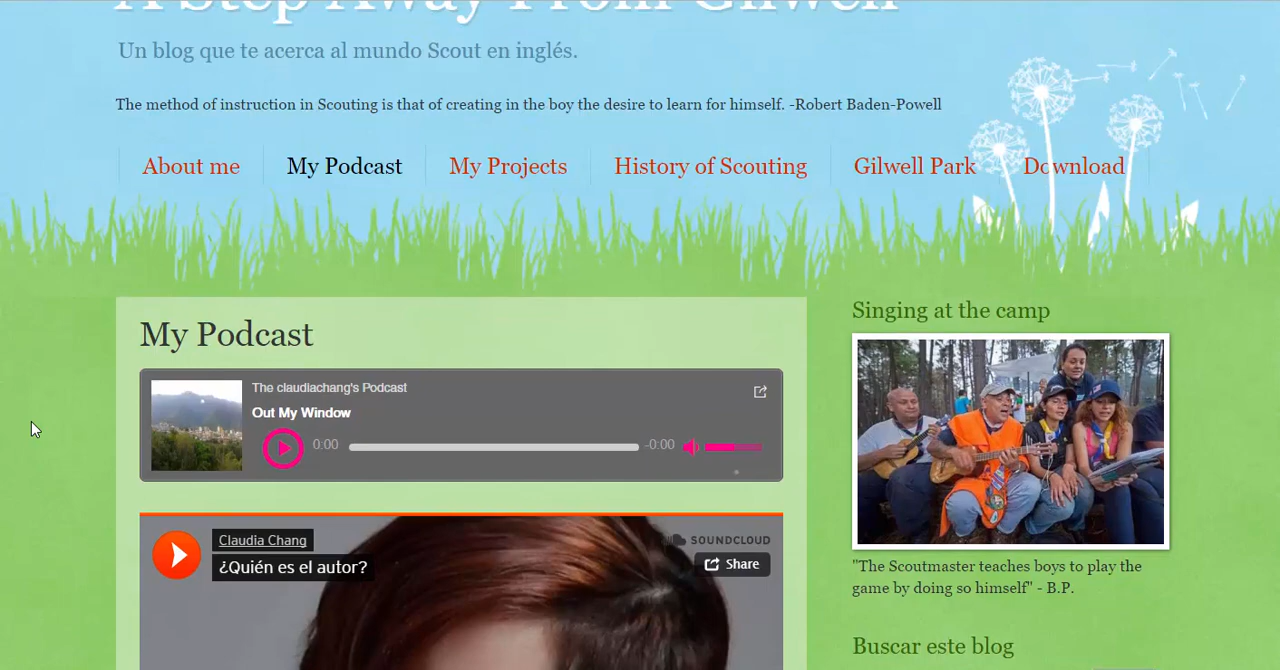 A Step Away From Gilwell
Un blog que te acerca al mundo Scout en inglés.
The method of instruction in Scouting is that of creating in the boy the desire to learn for himself. -Robert Baden-Powell
About me
My Podcast
My Projects
History of Scouting
Gilwell Park
Download
My Podcast
The claudiachang's Podcast
Out My Window
0:00
-0:00
Claudia Chang
¿Quién es el autor?
SOUNDCLOUD
Share
Singing at the camp
"The Scoutmaster teaches boys to play the
game by doing so himself" - B.P.
Buscar este blog